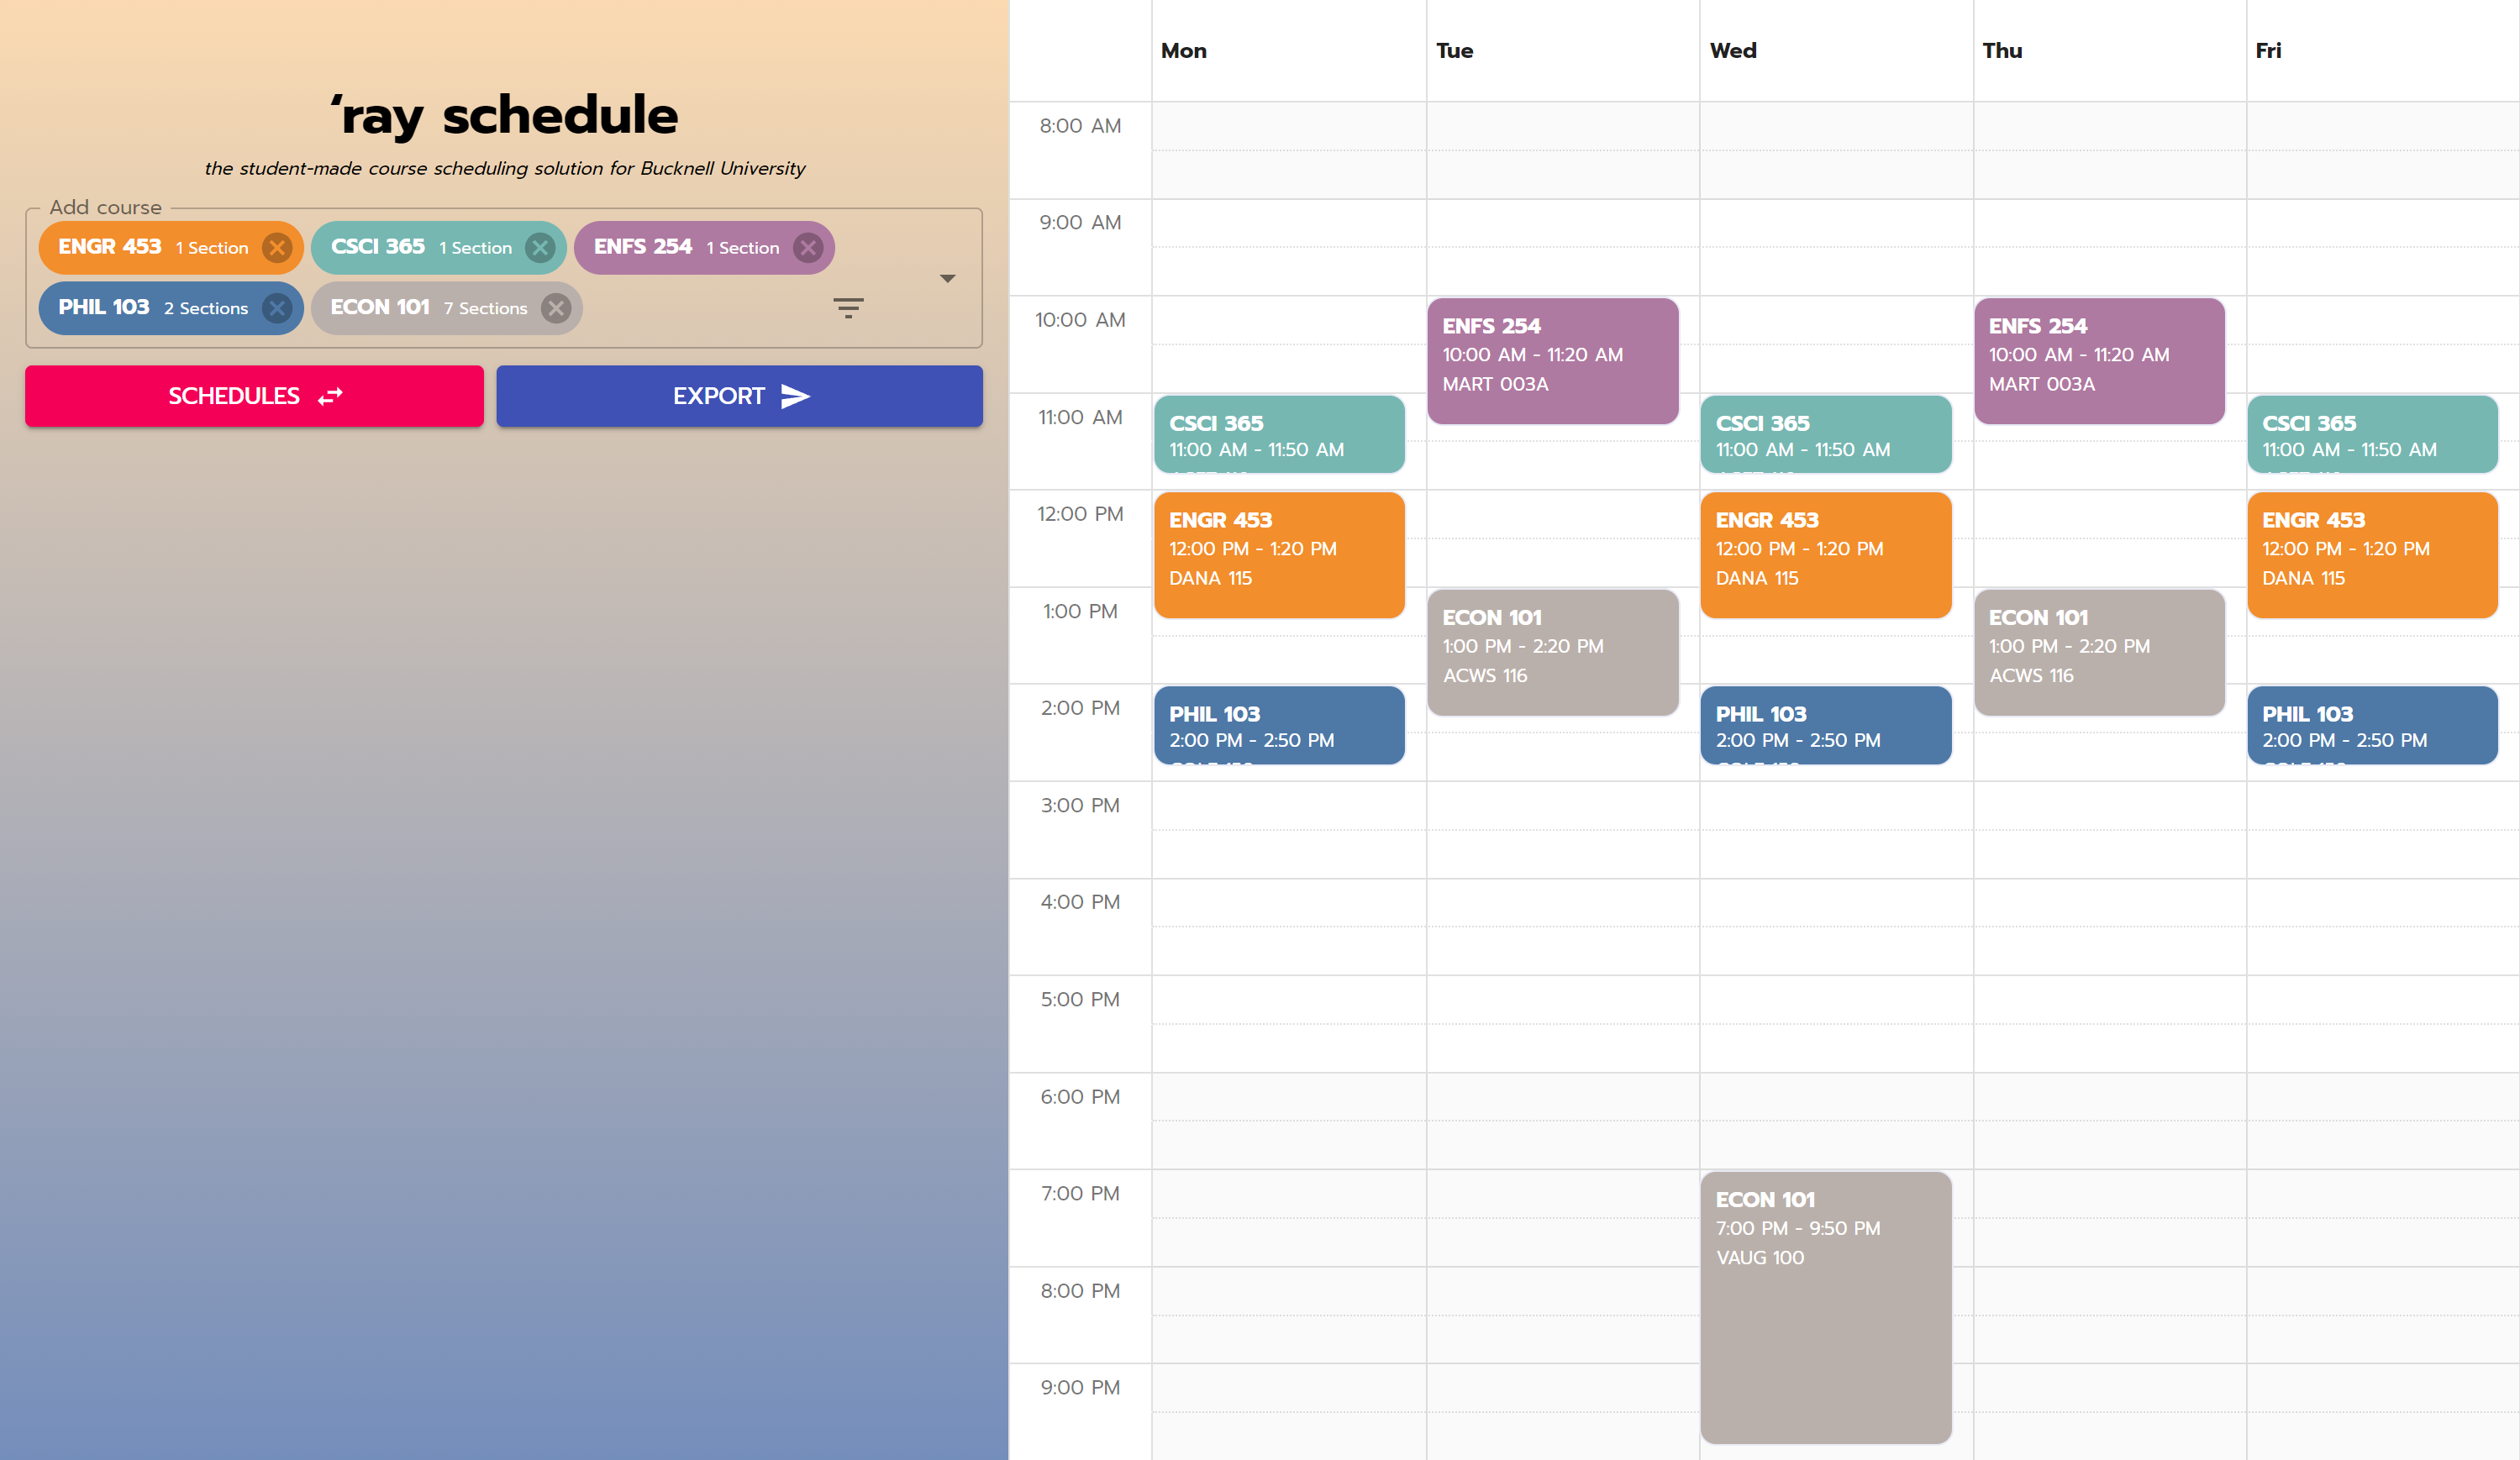 ‘ray schedule
the student-made course scheduling solution for Bucknell University
Add course
ENGR 453 1 Section
CSCI 365 1 Section
ENFS 254 1 Section
PHIL 103 2 Sections
ECON 101 7 Sections
SCHEDULES
EXPORT
Mon
Tue
Wed
Thu
Fri
8:00 AM
9:00 AM
10:00 AM
11:00 AM
12:00 PM
1:00 PM
2:00 PM
3:00 PM
4:00 PM
5:00 PM
6:00 PM
7:00 PM
8:00 PM
9:00 PM
CSCI 365
11:00 AM - 11:50 AM
ENGR 453
12:00 PM - 1:20 PM
DANA 115
PHIL 103
2:00 PM - 2:50 PM
ENFS 254
10:00 AM - 11:20 AM
MART 003A
ECON 101
1:00 PM - 2:20 PM
ACWS 116
CSCI 365
11:00 AM - 11:50 AM
ENGR 453
12:00 PM - 1:20 PM
DANA 115
PHIL 103
2:00 PM - 2:50 PM
ECON 101
7:00 PM - 9:50 PM
VAUG 100
ENFS 254
10:00 AM - 11:20 AM
MART 003A
ECON 101
1:00 PM - 2:20 PM
ACWS 116
CSCI 365
11:00 AM - 11:50 AM
ENGR 453
12:00 PM - 1:20 PM
DANA 115
PHIL 103
2:00 PM - 2:50 PM